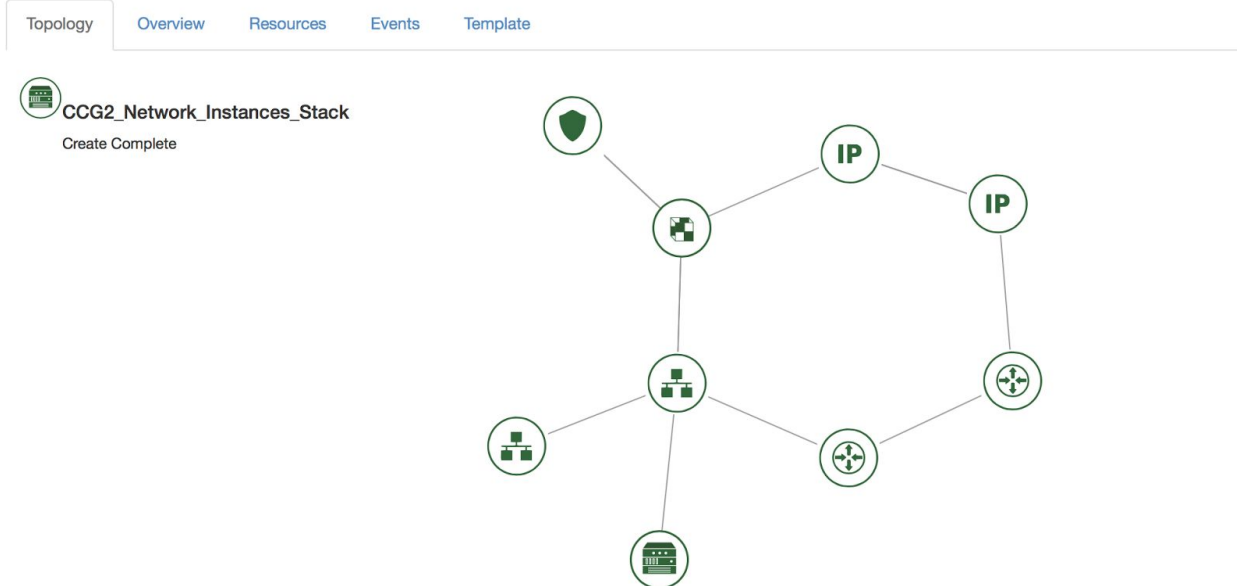 Topology Overview Resources Events Template
CCG2_Network_Instances_Stack
Create Complete
IP
IP